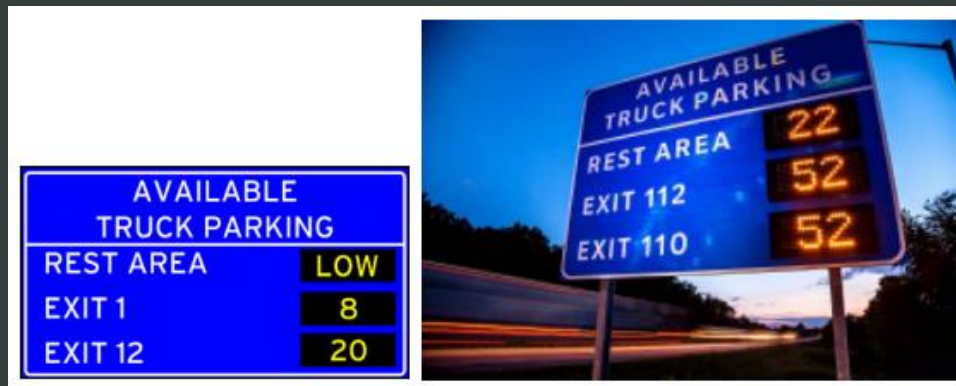 AVAILABLE
TRUCK PARKING
REST AREA LOW
EXIT 1 8
EXIT 12 20
AVAILABLE
TRUCK PARKING
REST AREA 22
EXIT 112 52
EXIT 110 52